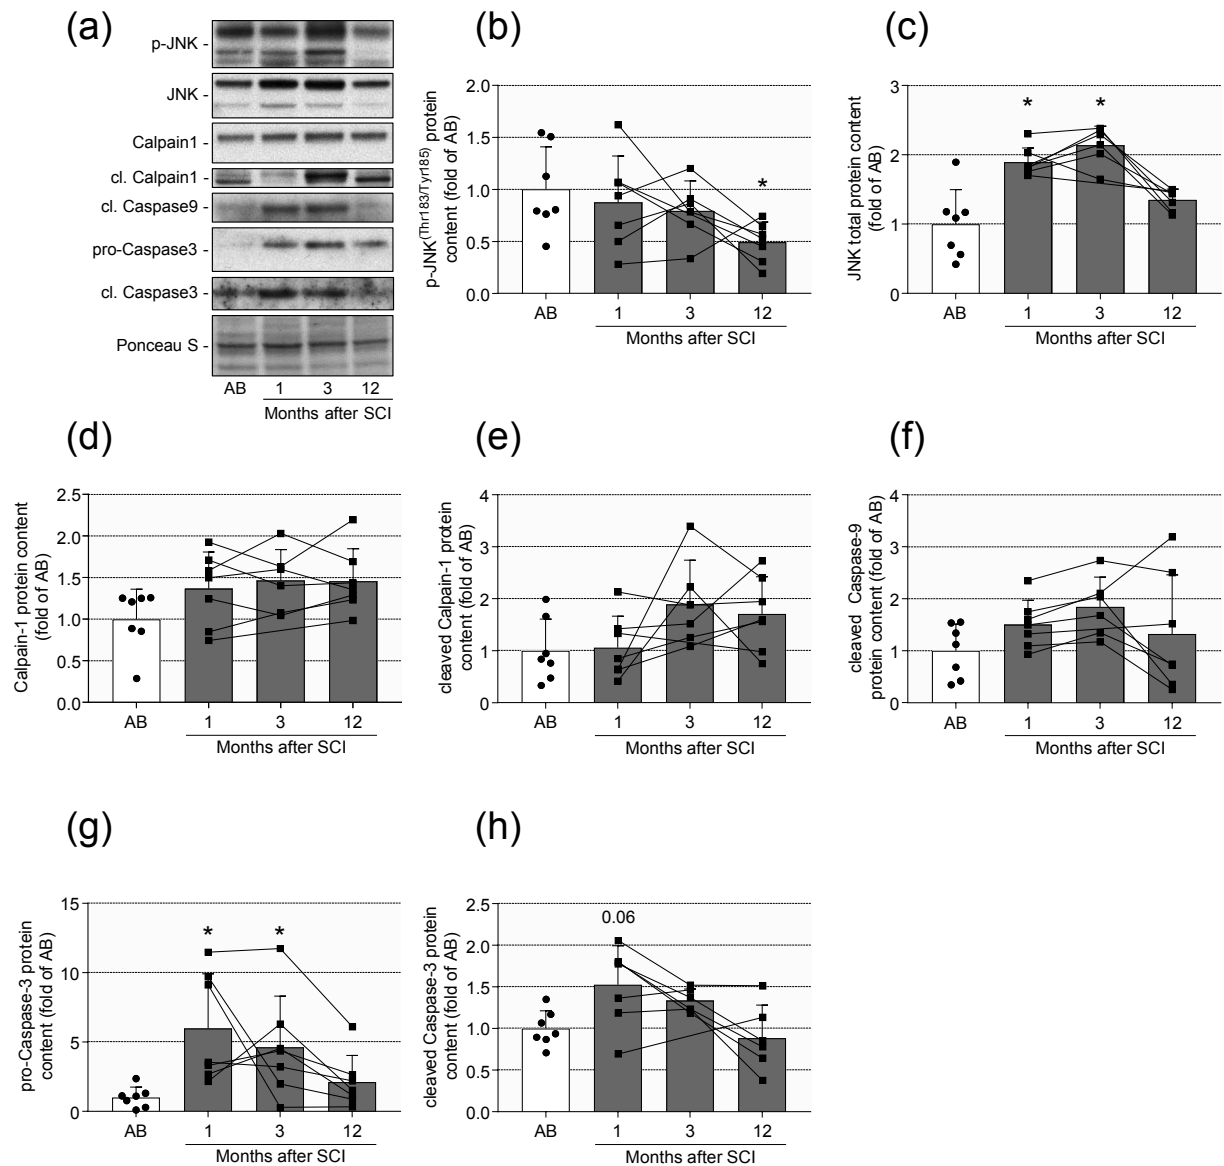 (a)
p-JNK -
JNK -
Calpain1 -
cl. Calpain1 -
cl. Caspase9 -
pro-Caspase3 -
cl. Caspase3 -
Ponceau S -
AB 1 3 12
Months after SCI
(b)
p-JNK(Thr183/Tyr185) protein
content (fold of AB)
2.0
1.5
1.0
0.5
0.0
*
AB 1 3 12
Months after SCI
(c)
JNK total protein content
(fold of AB)
3
2
1
0
* *
AB 1 3 12
Months after SCI
(d)
Calpain-1 protein content
(fold of AB)
2.5
2.0
1.5
1.0
0.5
0.0
AB 1 3 12
Months after SCI
(e)
cleaved Calpain-1 protein
content (fold of AB)
4
3
2
1
0
AB 1 3 12
Months after SCI
(f)
cleaved Caspase-9
protein content (fold of AB)
4
3
2
1
0
AB 1 3 12
Months after SCI
(g)
pro-Caspase-3 protein
content (fold of AB)
15
10
5
0
* *
AB 1 3 12
Months after SCI
(h)
cleaved Caspase-3 protein
content (fold of AB)
2.5
2.0
1.5
1.0
0.5
0.0
0.06
AB 1 3 12
Months after SCI